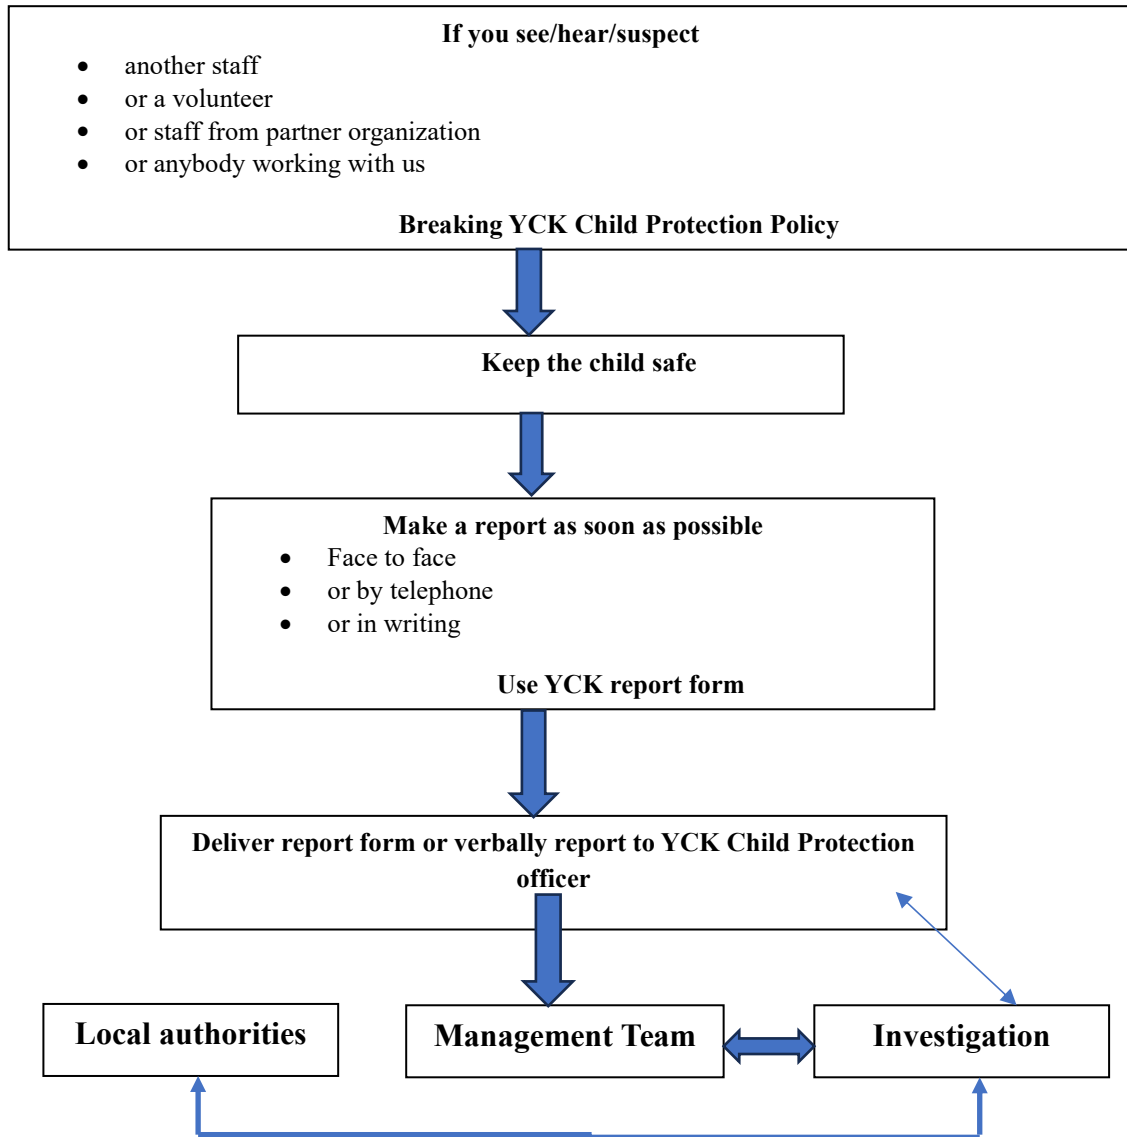 If you see/hear/suspect
• another staff
• or a volunteer
• or staff from partner organization
• or anybody working with us
Breaking YCK Child Protection Policy
Keep the child safe
Make a report as soon as possible
• Face to face
• or by telephone
• or in writing
Use YCK report form
Deliver report form or verbally report to YCK Child Protection
officer
Local authorities
Management Team
Investigation